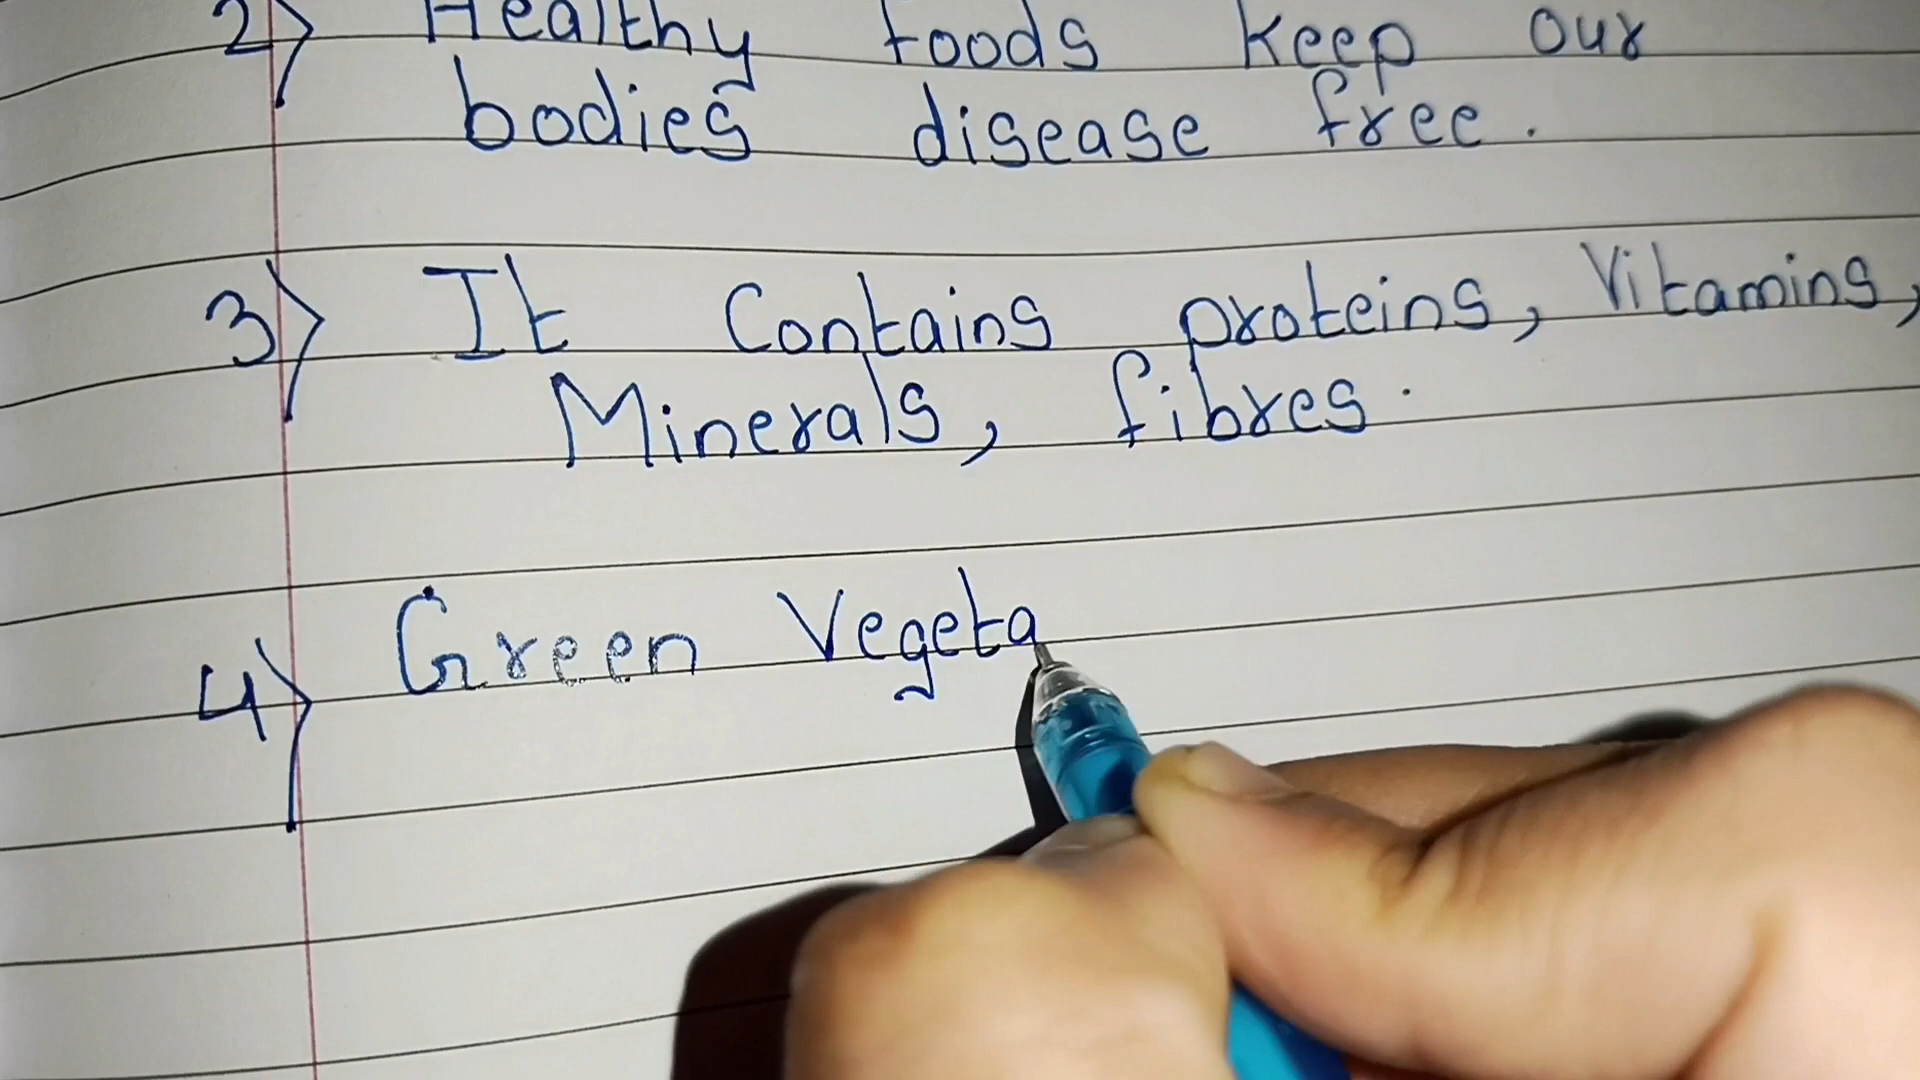 2) Healthy foods keep our
bodies disease free.
3) It Contains proteins, Vitamins,
Minerals, fibres.
4) Green Vegeta